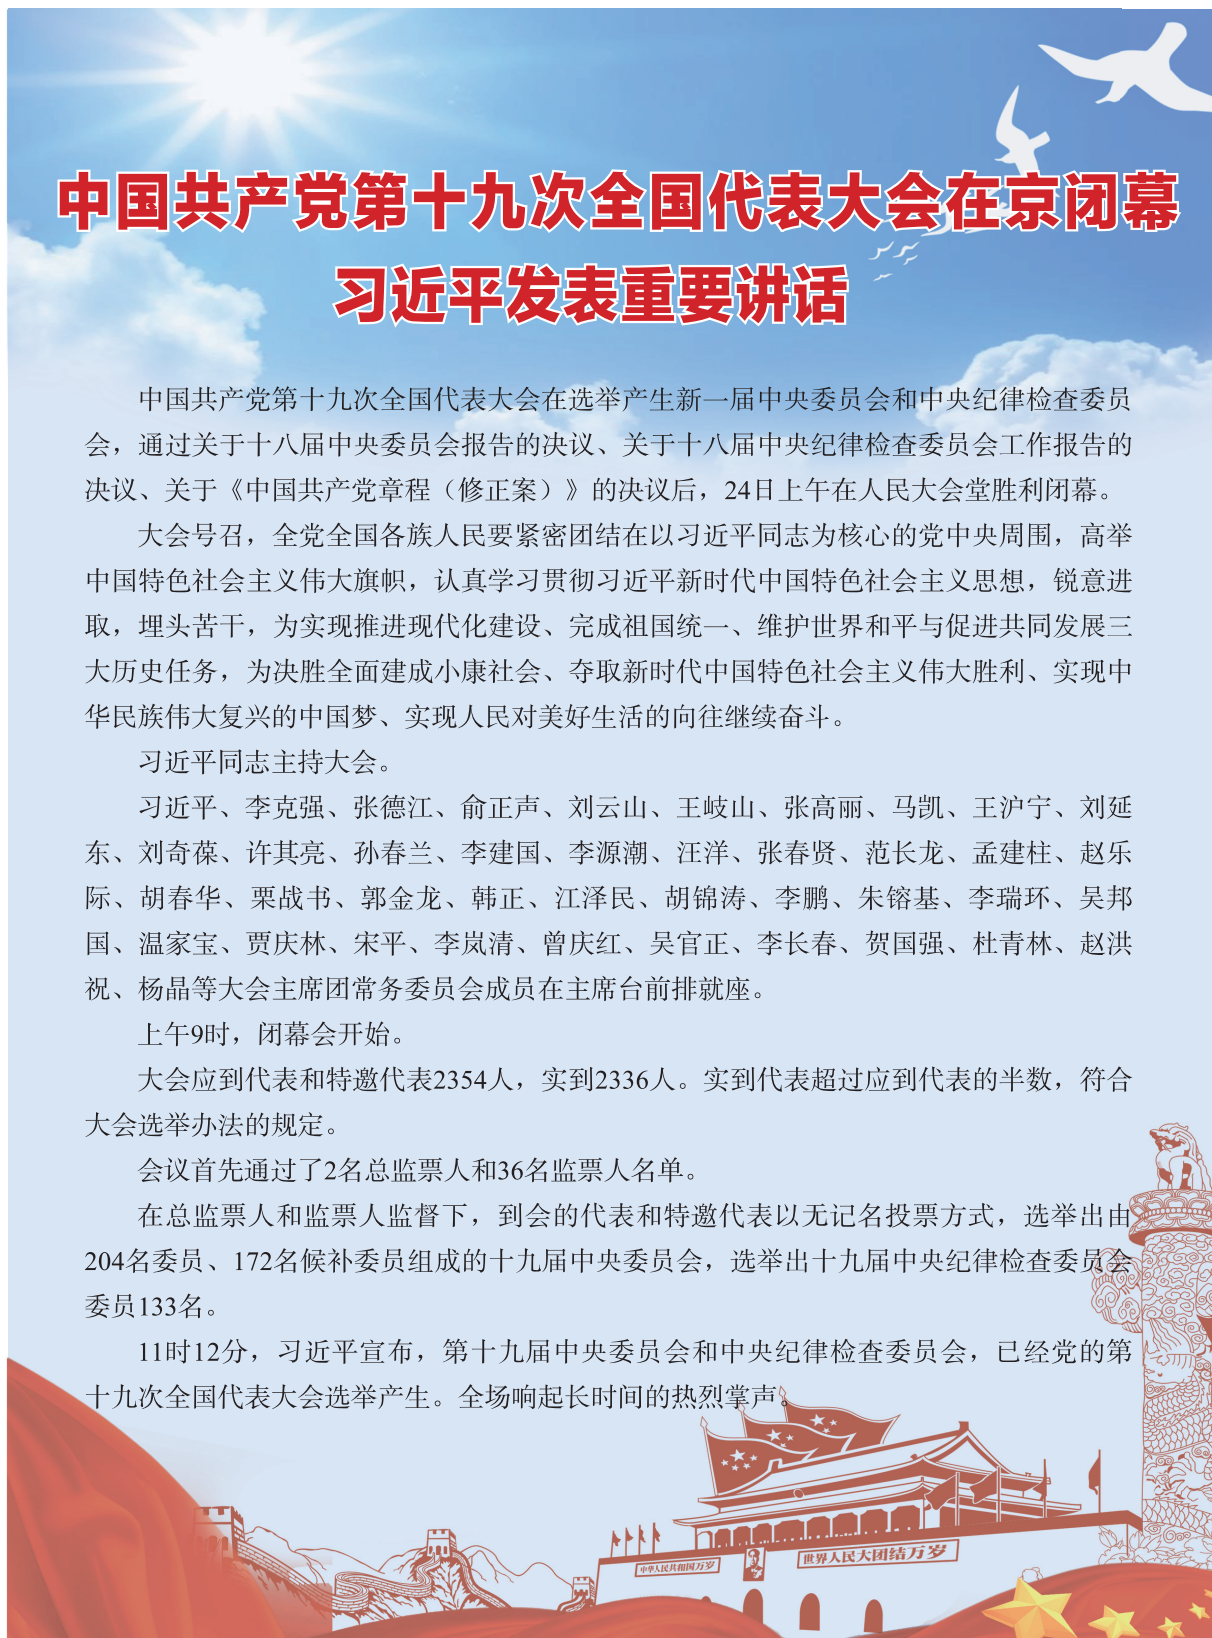 中国共产党第十九次全国代表大会在京闭幕
习近平发表重要讲话
中国共产党第十九次全国代表大会在选举产生新一届中央委员会和中央纪律检查委员
会，通过关于十八届中央委员会报告的决议、关于十八届中央纪律检查委员会工作报告的
决议、关于《中国共产党章程（修正案）》的决议后，24日上午在人民大会堂胜利闭幕。
大会号召，全党全国各族人民要紧密团结在以习近平同志为核心的党中央周围，高举
中国特色社会主义伟大旗帜，认真学习贯彻习近平新时代中国特色社会主义思想，锐意进
取，埋头苦干，为实现推进现代化建设、完成祖国统一、维护世界和平与促进共同发展三
大历史任务，为决胜全面建成小康社会、夺取新时代中国特色社会主义伟大胜利、实现中
华民族伟大复兴的中国梦、实现人民对美好生活的向往继续奋斗。
习近平同志主持大会。
习近平、李克强、张德江、俞正声、刘云山、王岐山、张高丽、马凯、王沪宁、刘延
东、刘奇葆、许其亮、孙春兰、李建国、李源潮、汪洋、张春贤、范长龙、孟建柱、赵乐
际、胡春华、栗战书、郭金龙、韩正、江泽民、胡锦涛、李鹏、朱镕基、李瑞环、吴邦
国、温家宝、贾庆林、宋平、李岚清、曾庆红、吴官正、李长春、贺国强、杜青林、赵洪
祝、杨晶等大会主席团常务委员会成员在主席台前排就座。
上午9时，闭幕会开始。
大会应到代表和特邀代表2354人，实到2336人。实到代表超过应到代表的半数，符合
大会选举办法的规定。
会议首先通过了2名总监票人和36名监票人名单。
在总监票人和监票人监督下，到会的代表和特邀代表以无记名投票方式，选举出由
204名委员、172名候补委员组成的十九届中央委员会，选举出十九届中央纪律检查委员会
委员133名。
11时12分，习近平宣布，第十九届中央委员会和中央纪律检查委员会，已经党的第
十九次全国代表大会选举产生。全场响起长时间的热烈掌声。
中华人民共和国万岁
世界人民大团结万岁